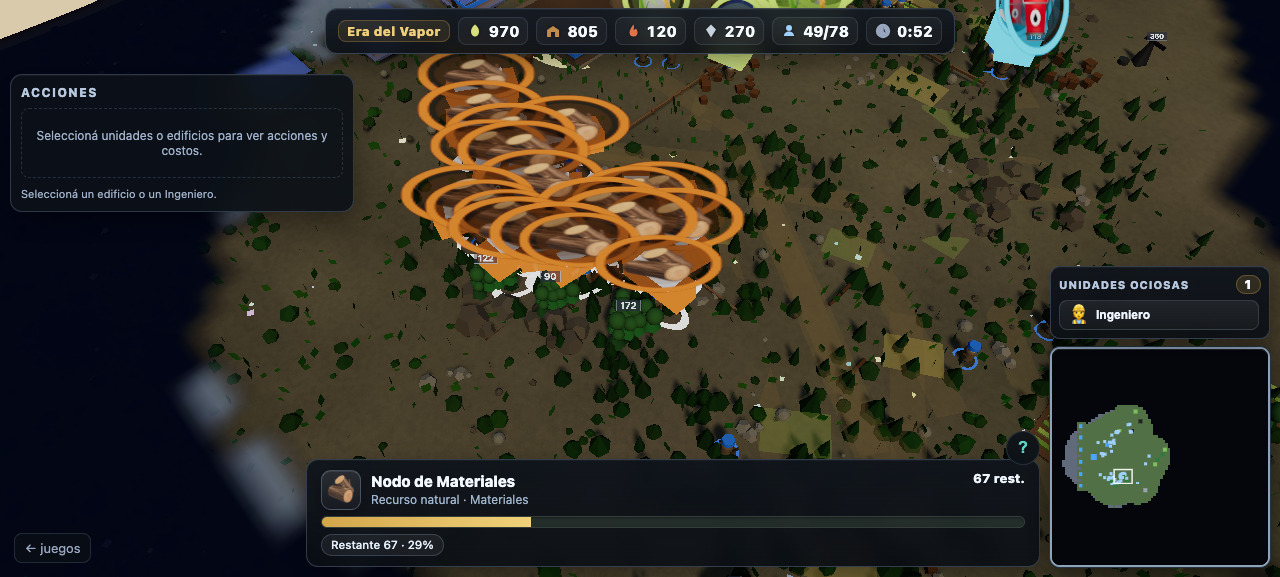 Era del Vapor 970 805 120 270 49/78 0:52
113
360
ACCIONES
Seleccioná unidades o edificios para ver acciones y
costos.
Seleccioná un edificio o un Ingeniero.
122
90
172
UNIDADES OCIOSAS 1
Ingeniero
?
Nodo de Materiales
Recurso natural · Materiales
67 rest.
Restante 67 · 29%
← juegos